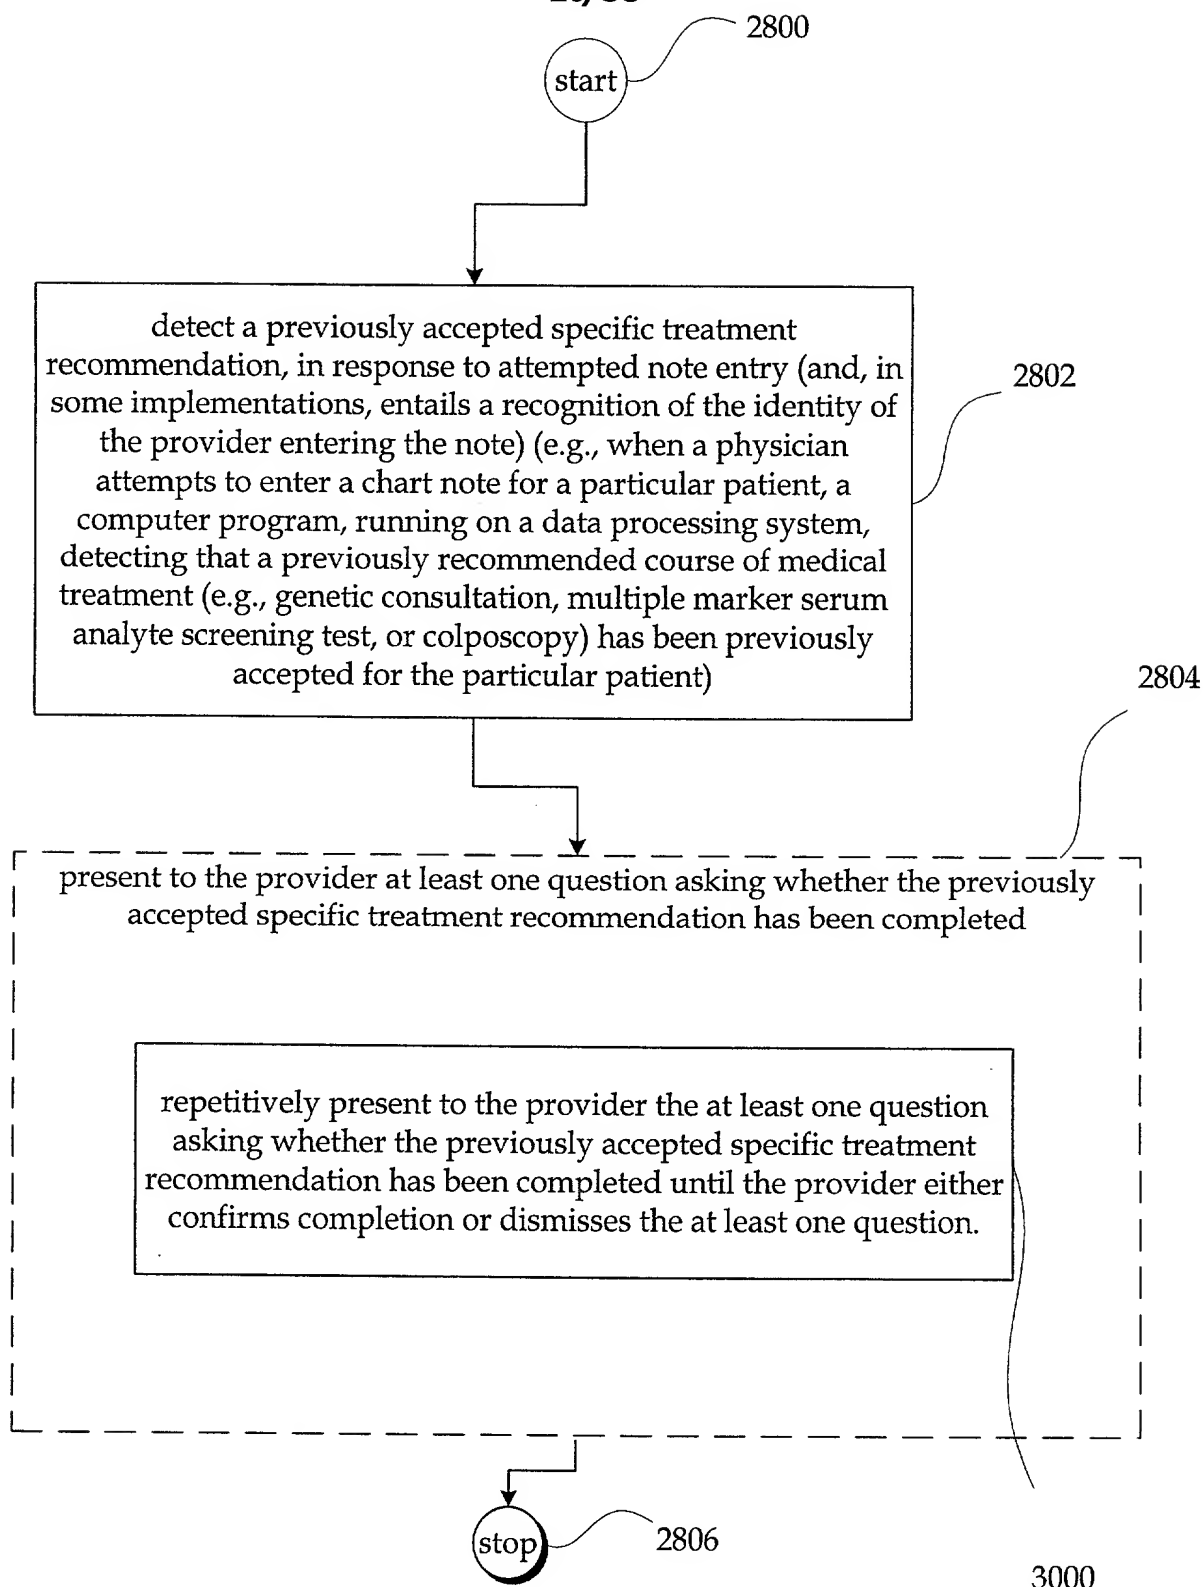 2800
start
detect a previously accepted specific treatment
recommendation, in response to attempted note entry (and, in
some implementations, entails a recognition of the identity of
the provider entering the note) (e.g., when a physician
attempts to enter a chart note for a particular patient, a
computer program, running on a data processing system,
detecting that a previously recommended course of medical
treatment (e.g., genetic consultation, multiple marker serum
analyte screening test, or colposcopy) has been previously
accepted for the particular patient)
2802
2804
present to the provider at least one question asking whether the previously
accepted specific treatment recommendation has been completed
repetitively present to the provider the at least one question
asking whether the previously accepted specific treatment
recommendation has been completed until the provider either
confirms completion or dismisses the at least one question.
stop
2806
3000